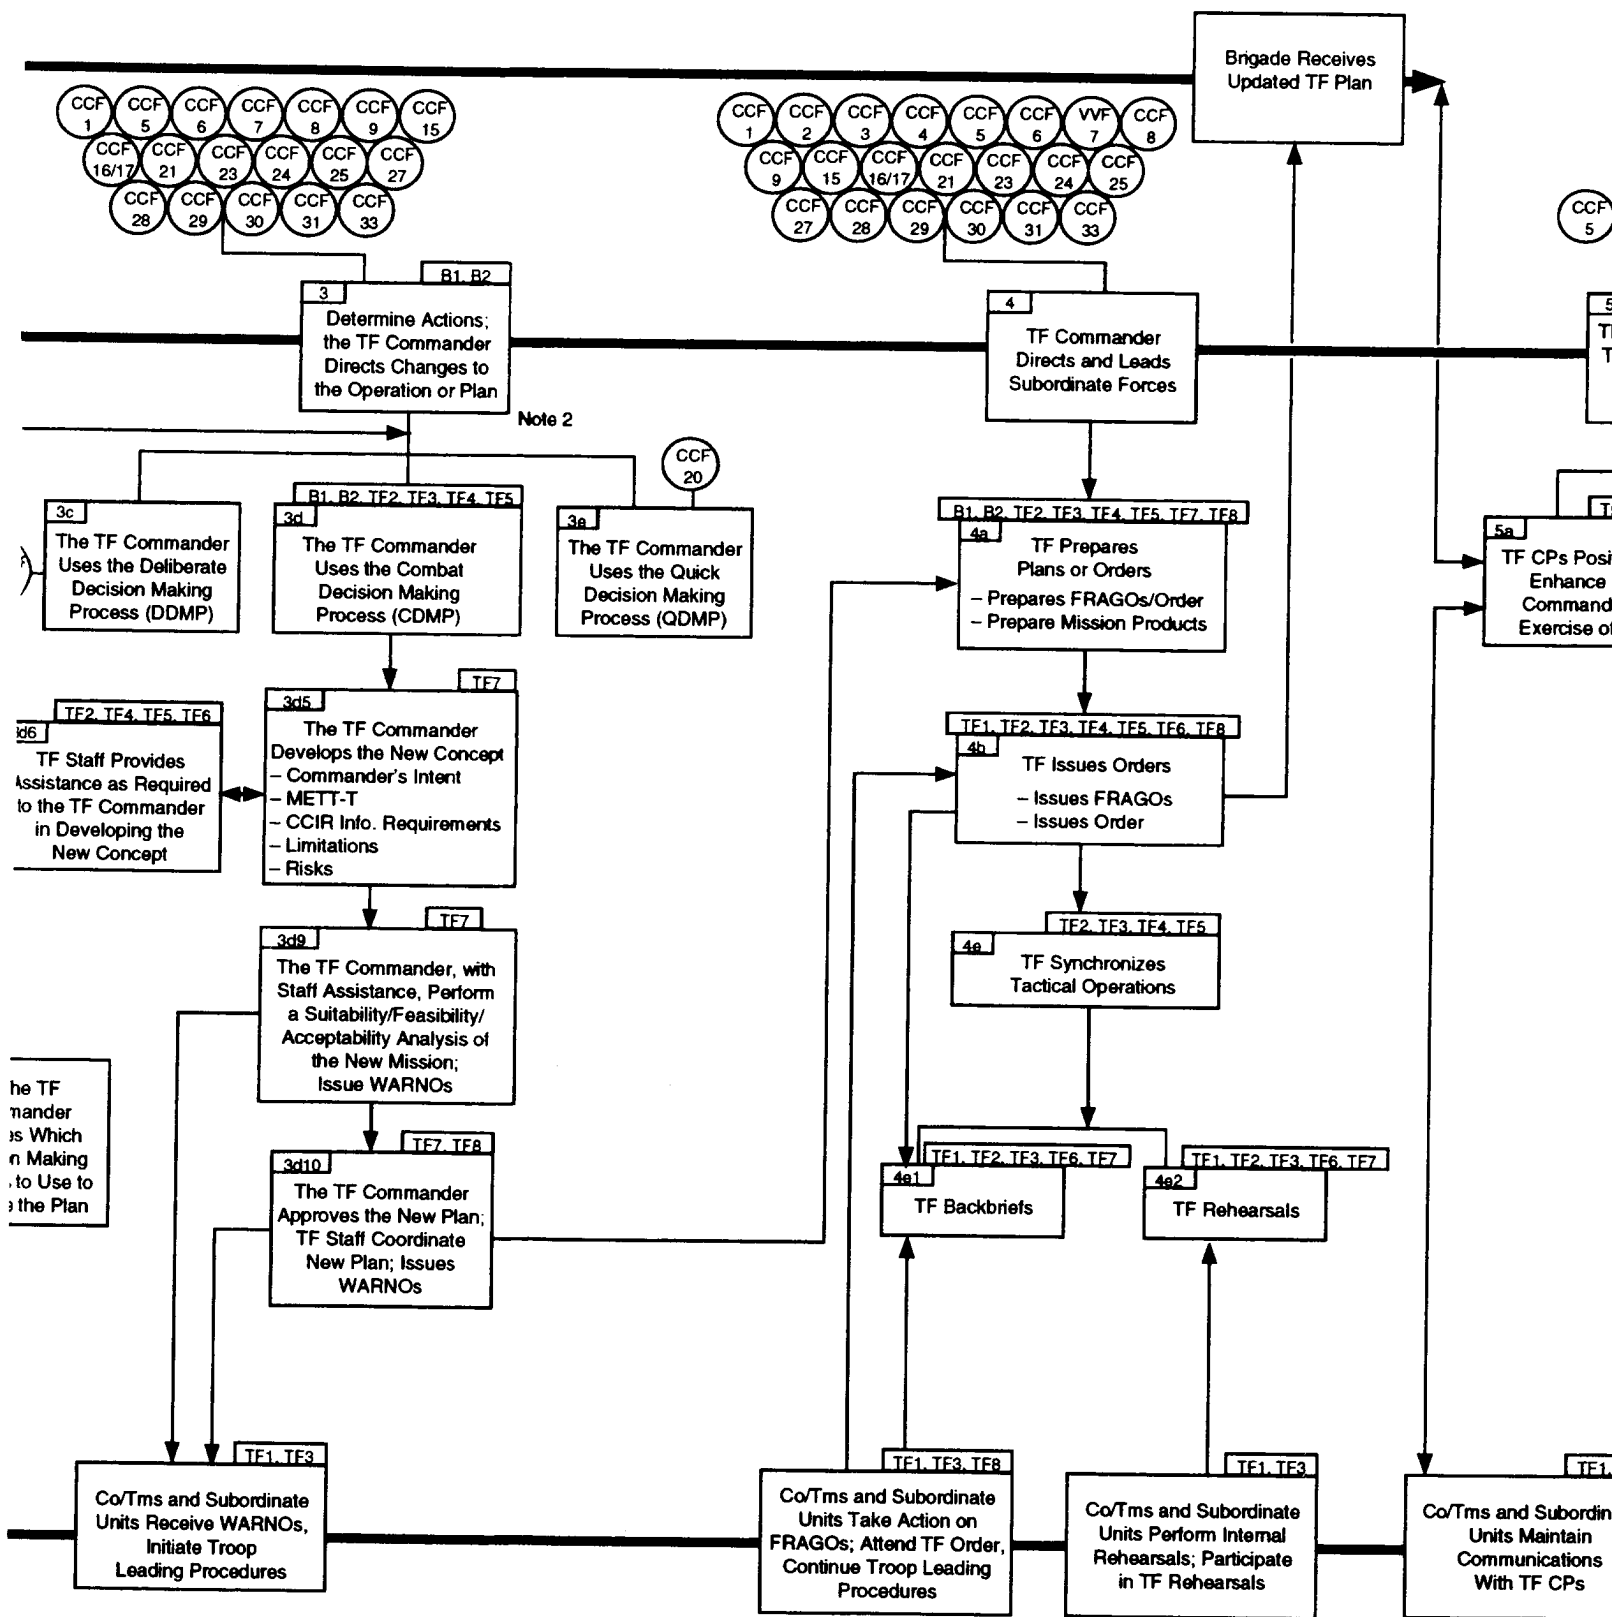 Brigade Receives
Updated TF Plan
CCF 1
CCF 5
CCF 6
CCF 7
CCF 8
CCF 9
CCF 15
CCF 16/17
CCF 21
CCF 23
CCF 24
CCF 25
CCF 27
CCF 28
CCF 29
CCF 30
CCF 31
CCF 33
CCF 1
CCF 2
CCF 3
CCF 4
CCF 5
CCF 6
VVF 7
CCF 8
CCF 9
CCF 15
CCF 16/17
CCF 21
CCF 23
CCF 24
CCF 25
CCF 27
CCF 28
CCF 29
CCF 30
CCF 31
CCF 33
CCF 5
B1, B2
3
Determine Actions;
the TF Commander
Directs Changes to
the Operation or Plan
Note 2
4
TF Commander
Directs and Leads
Subordinate Forces
5
CCF 20
3c
The TF Commander
Uses the Deliberate
Decision Making
Process (DDMP)
B1, B2, TF2, TF3, TF4, TF5
3d
The TF Commander
Uses the Combat
Decision Making
Process (CDMP)
3e
The TF Commander
Uses the Quick
Decision Making
Process (QDMP)
B1, B2, TF2, TF3, TF4, TF5, TF7, TF8
4a
TF Prepares
Plans or Orders
– Prepares FRAGOs/Order
– Prepare Mission Products
5a
TF CPs Posi
Enhance
Command
Exercise of
TF2, TF4, TF5, TF6
d6
TF Staff Provides
Assistance as Required
to the TF Commander
in Developing the
New Concept
TF7
3d5
The TF Commander
Develops the New Concept
– Commander's Intent
– METT-T
– CCIR Info. Requirements
– Limitations
– Risks
TF1, TF2, TF3, TF4, TF5, TF6, TF8
4b
TF Issues Orders
– Issues FRAGOs
– Issues Order
TF7
3d9
The TF Commander, with
Staff Assistance, Perform
a Suitability/Feasibility/
Acceptability Analysis of
the New Mission;
Issue WARNOs
TF2, TF3, TF4, TF5
4e
TF Synchronizes
Tactical Operations
he TF
mander
es Which
n Making
to Use to
the Plan
TF7, TF8
3d10
The TF Commander
Approves the New Plan;
TF Staff Coordinate
New Plan; Issues
WARNOs
TF1, TF2, TF3, TF6, TF7
4e1
TF Backbriefs
TF1, TF2, TF3, TF6, TF7
4e2
TF Rehearsals
TF1, TF3
Co/Tms and Subordinate
Units Receive WARNOs,
Initiate Troop
Leading Procedures
TF1, TF3, TF8
Co/Tms and Subordinate
Units Take Action on
FRAGOs; Attend TF Order,
Continue Troop Leading
Procedures
TF1, TF3
Co/Tms and Subordinate
Units Perform Internal
Rehearsals; Participate
in TF Rehearsals
TF1,
Co/Tms and Subordin
Units Maintain
Communications
With TF CPs